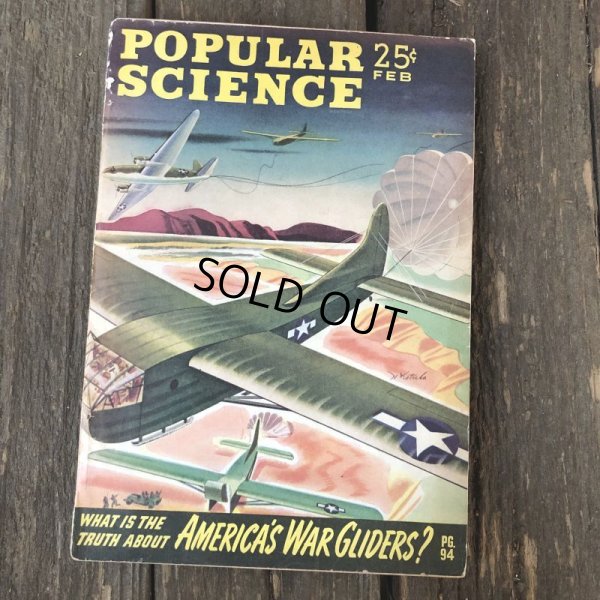 POPULAR
SCIENCE
25¢
FEB
SOLD OUT
WHAT IS THE
TRUTH ABOUT
AMERICA'S WAR GLIDERS?
PG.
94